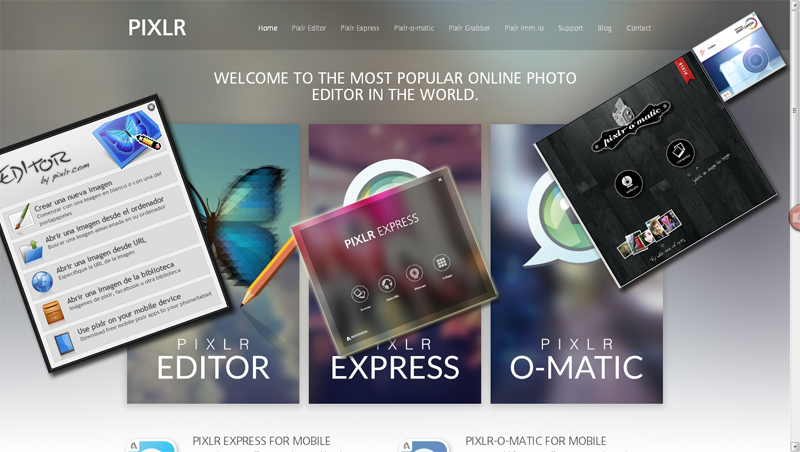 PIXLR
Home Pixlr Editor Pixlr Express Pixlr-o-matic Pixlr Grabber Pixlr imm.io Support Blog Contact
WELCOME TO THE MOST POPULAR ONLINE PHOTO
EDITOR IN THE WORLD.
EDITOR
by pixlr.com
Crear una nueva imagen
Comenzar con una imagen en blanco o con una del
portapapeles
Abrir una imagen desde el ordenador
Buscar una imagen almacenada en su ordenador
Abrir imagen desde URL
Especifique la URL de la imagen
Abrir una imagen de la biblioteca
Imágenes de pixlr, facebook u otra biblioteca
Use pixlr on your mobile device
Download free mobile pixlr apps to your phone/tablet
PIXLR EXPRESS
AUTODESK
pixlr-o-matic
PIXLR
PIXLR
EDITOR
PIXLR
EXPRESS
PIXLR
O-MATIC
PIXLR EXPRESS FOR MOBILE
PIXLR-O-MATIC FOR MOBILE